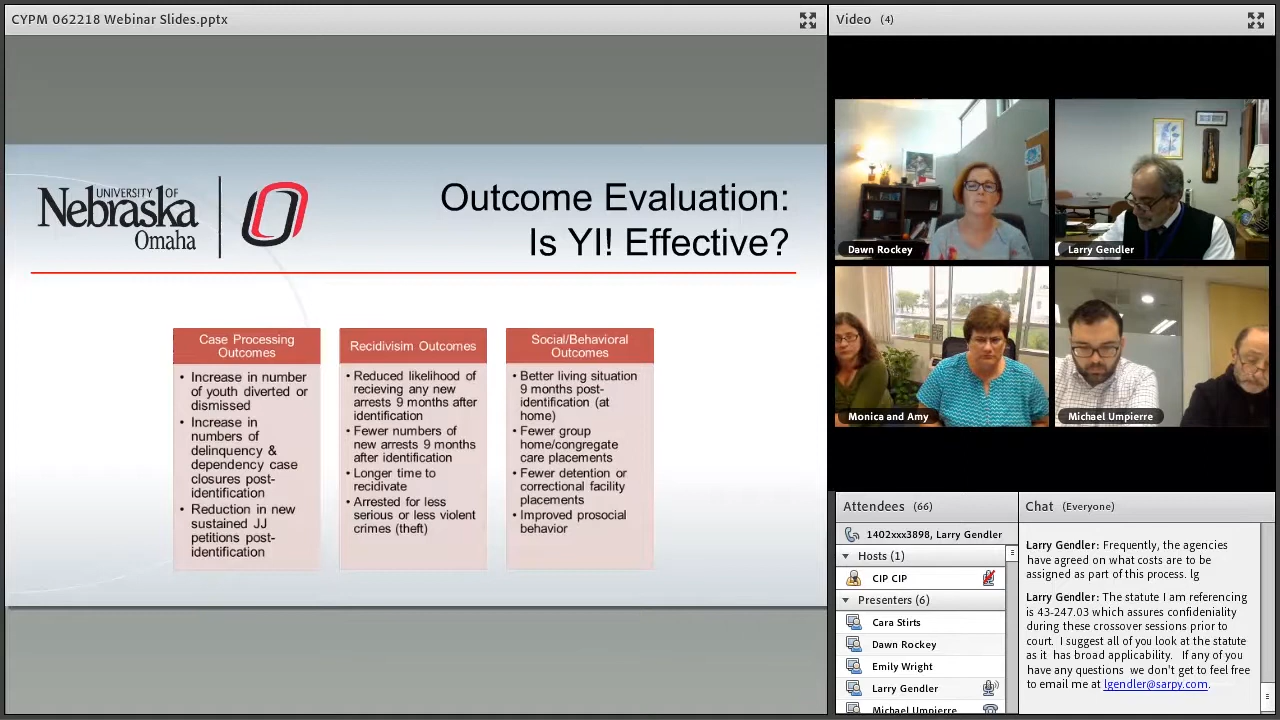 CYPM 062218 Webinar Slides.pptx
UNIVERSITY OF
Nebraska
Omaha
O
Outcome Evaluation:
Is YI! Effective?
Case Processing
Outcomes
• Increase in number
of youth diverted or
dismissed
• Increase in
numbers of
delinquency &
dependency case
closures post-
identification
• Reduction in new
sustained JJ
petitions post-
identification
Recidivisim Outcomes
• Reduced likelihood of
recieving any new
arrests 9 months after
identification
• Fewer numbers of
new arrests 9 months
after identification
• Longer time to
recidivate
• Arrested for less
serious or less violent
crimes (theft)
Social/Behavioral
Outcomes
• Better living situation
9 months post-
identification (at
home)
• Fewer group
home/congregate
care placements
• Fewer detention or
correctional facility
placements
• Improved prosocial
behavior
Video (4)
Dawn Rockey
Larry Gendler
Monica and Amy
Michael Umpierre
Attendees (66)
1402xxx3898, Larry Gendler
Hosts (1)
CIP CIP
Presenters (6)
Cara Stirts
Dawn Rockey
Emily Wright
Larry Gendler
Michael Umpierre
Chat (Everyone)
Larry Gendler: Frequently, the agencies
have agreed on what costs are to be
assigned as part of this process. lg
Larry Gendler: The statute I am referencing
is 43-247.03 which assures confideniality
during these crossover sessions prior to
court. I suggest all of you look at the statute
as it has broad applicability. If any of you
have any questions we don't get to feel free
to email me at lgendler@sarpy.com.